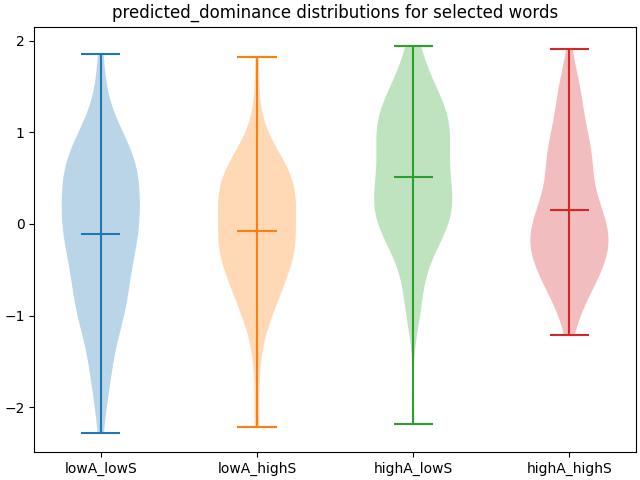 predicted_dominance distributions for selected words
2
1
0
−1
−2
lowA_lowS lowA_highS highA_lowS highA_highS